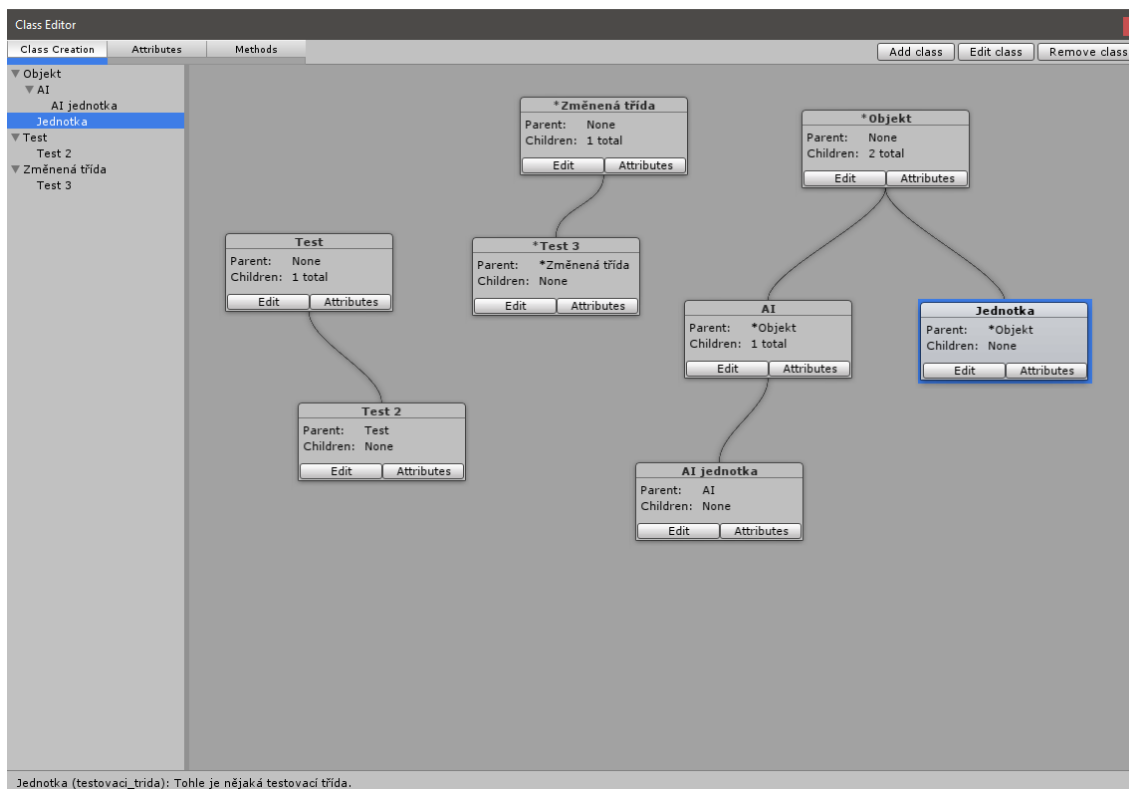 Class Editor
Class Creation Attributes Methods
Add class Edit class Remove class
Objekt
AI
AI jednotka
Jednotka
Test
Test 2
Změněná třída
Test 3
*Změněná třída
Parent: None
Children: 1 total
Edit Attributes
*Objekt
Parent: None
Children: 2 total
Edit Attributes
Test
Parent: None
Children: 1 total
Edit Attributes
*Test 3
Parent: *Změněná třída
Children: None
Edit Attributes
AI
Parent: *Objekt
Children: 1 total
Edit Attributes
Jednotka
Parent: *Objekt
Children: None
Edit Attributes
Test 2
Parent: Test
Children: None
Edit Attributes
AI jednotka
Parent: AI
Children: None
Edit Attributes
Jednotka (testovaci_trida): Tohle je nějaká testovací třída.